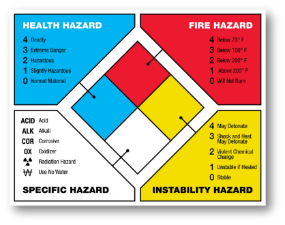 HEALTH HAZARD
4 Deadly
3 Extreme Danger
2 Hazardous
1 Slightly Hazardous
0 Normal Material
FIRE HAZARD
4 Below 73° F
3 Below 100° F
2 Below 200° F
1 Above 200° F
0 Will Not Burn
ACID Acid
ALK Alkali
COR Corrosive
OX Oxidizer
Radiation Hazard
W Use No Water
SPECIFIC HAZARD
4 May Detonate
3 Shock and Heat
May Detonate
2 Violent Chemical
Change
1 Unstable if Heated
0 Stable
INSTABILITY HAZARD